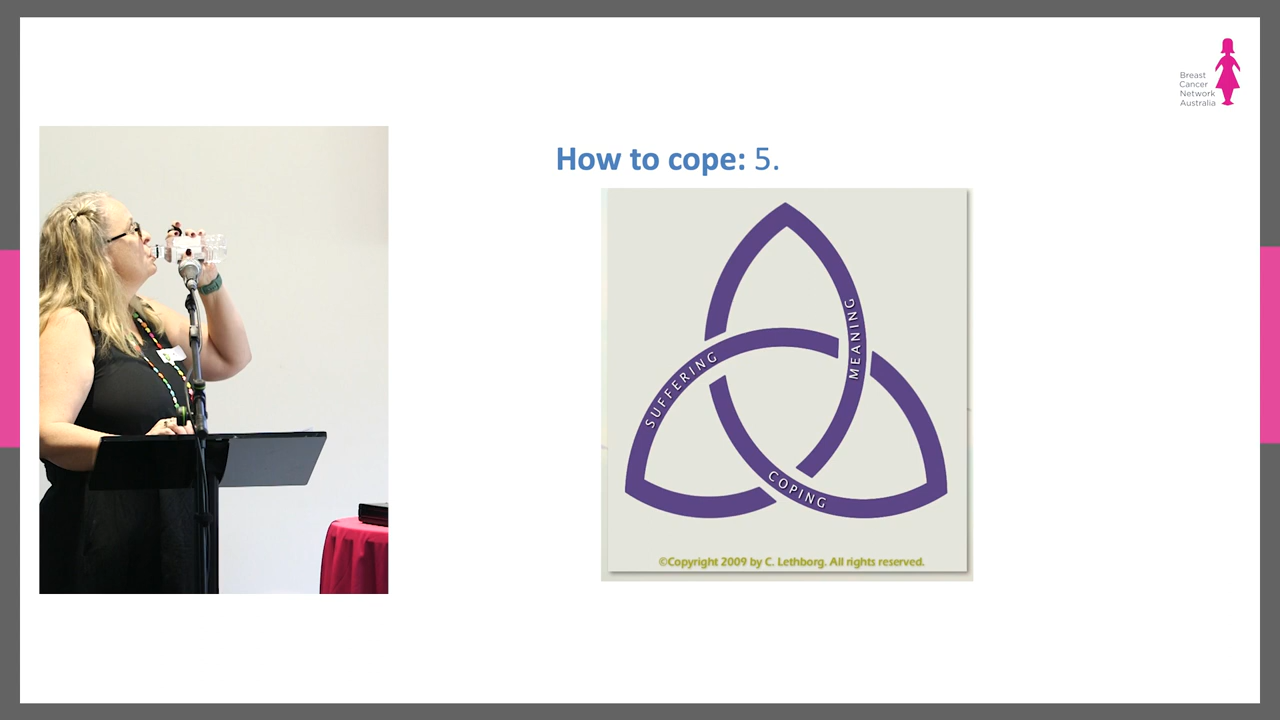 Breast
Cancer
Network
Australia
How to cope: 5.
SUFFERING
MEANING
COPING
©Copyright 2009 by C. Lethborg. All rights reserved.